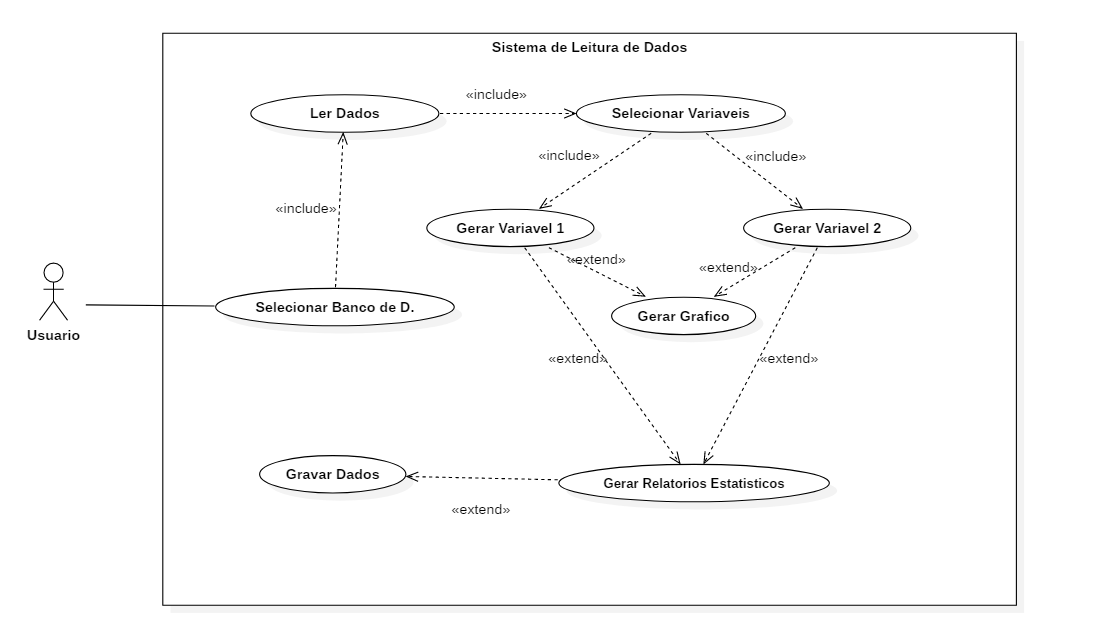 Sistema de Leitura de Dados
«include»
Ler Dados
Selecionar Variaveis
«include»
«include»
«include»
Gerar Variavel 1
Gerar Variavel 2
«extend»
«extend»
Selecionar Banco de D.
Gerar Grafico
Usuario
«extend»
«extend»
Gravar Dados
Gerar Relatorios Estatisticos
«extend»